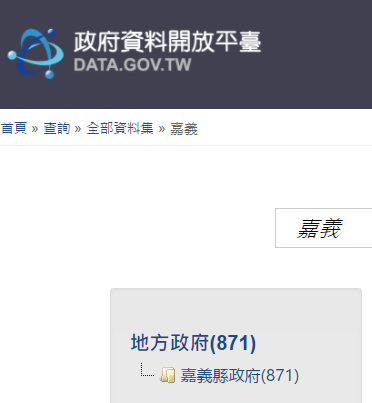 政府資料開放平臺
DATA.GOV.TW
首頁 » 查詢 » 全部資料集 » 嘉義
嘉義
地方政府(871)
嘉義縣政府(871)